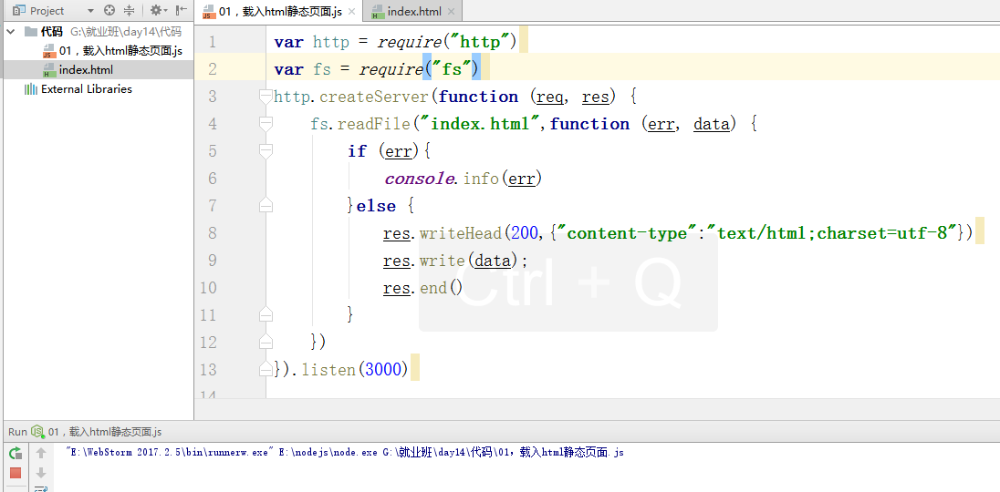 Project
01，载入html静态页面.js
index.html
代码 G:\就业班\day14\代码
01，载入html静态页面.js
index.html
External Libraries
1 var http = require("http")
2 var fs = require("fs")
3 http.createServer(function (req, res) {
4 fs.readFile("index.html",function (err, data) {
5 if (err){
6 console.info(err)
7 }else {
8 res.writeHead(200,{"content-type":"text/html;charset=utf-8"})
9 res.write(data);
10 res.end()
11 }
12 })
13 }).listen(3000)
14
Ctrl + Q
Run 01，载入html静态页面.js
"E:\WebStorm 2017.2.5\bin\runnerw.exe" E:\nodejs\node.exe G:\就业班\day14\代码\01，载入html静态页面.js